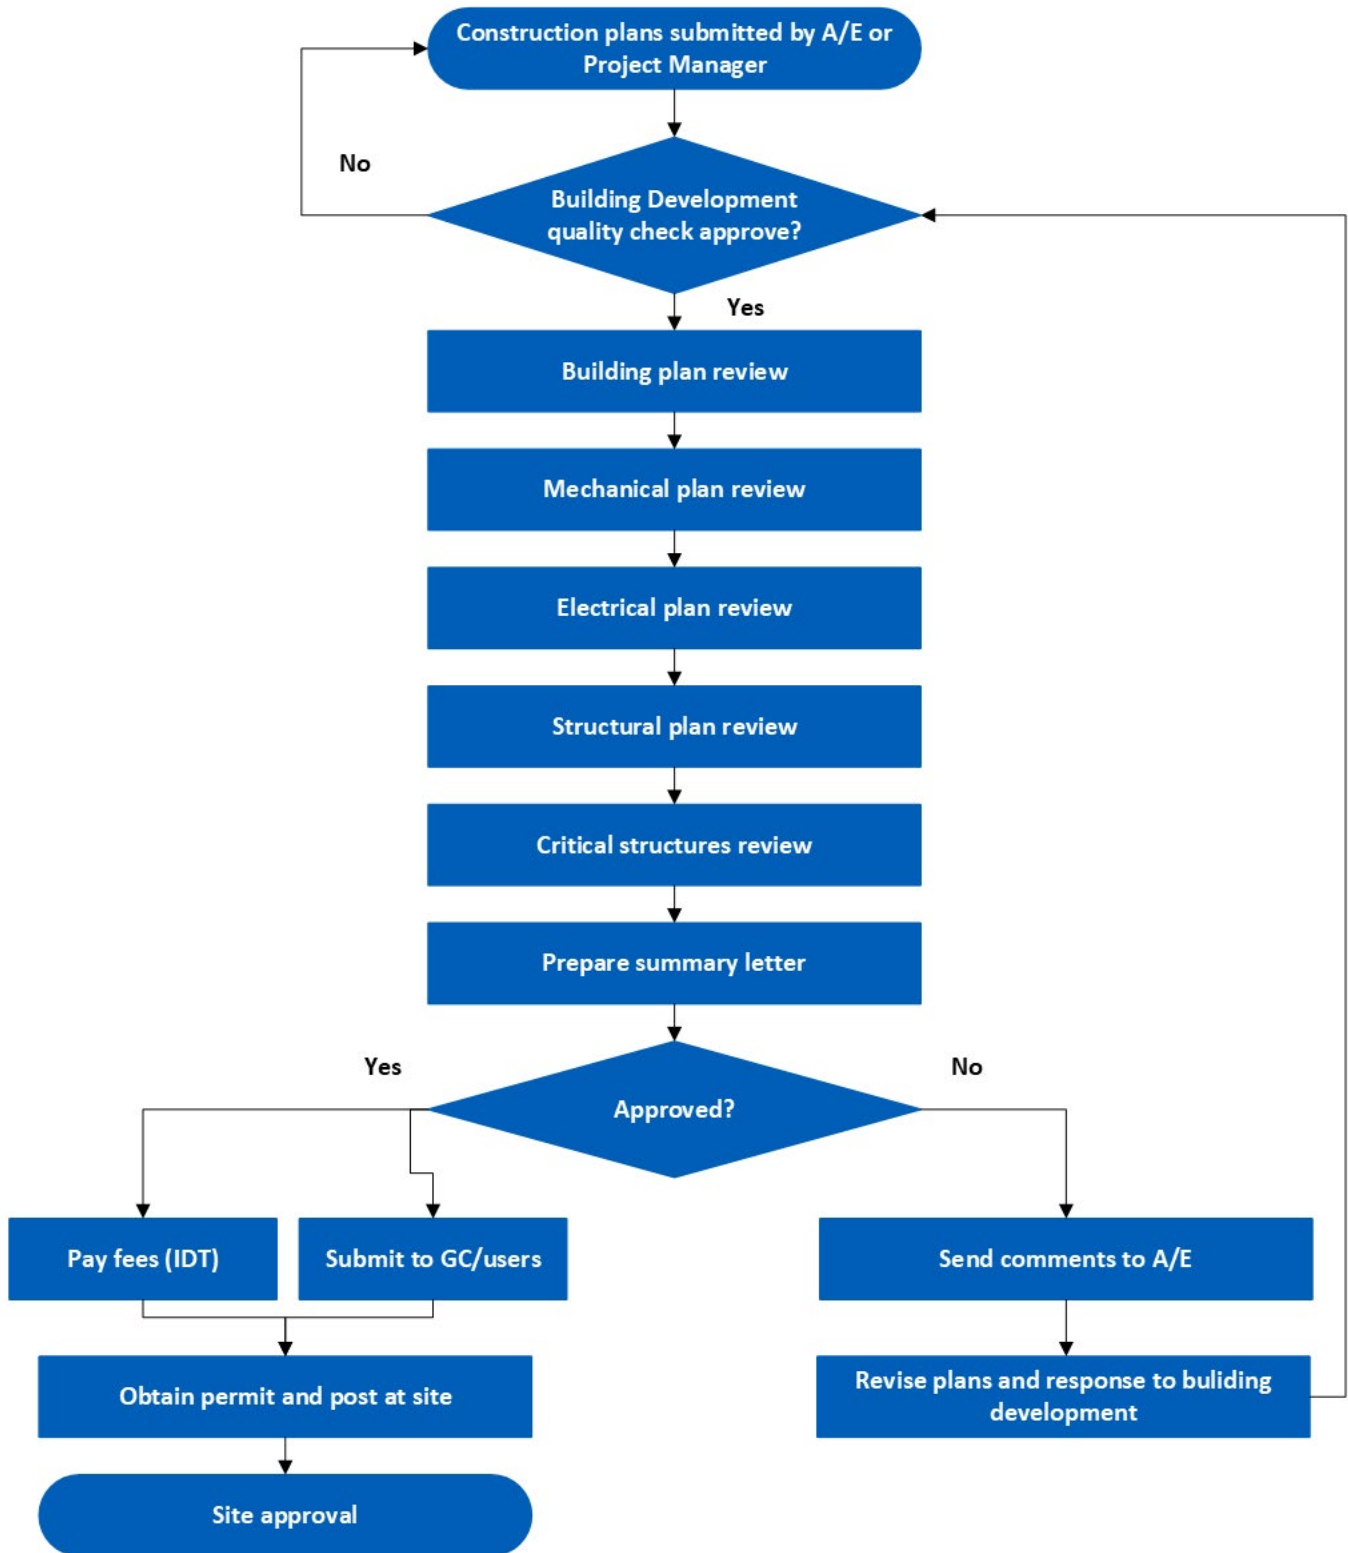 Construction plans submitted by A/E or
Project Manager
No
Building Development
quality check approve?
Yes
Building plan review
Mechanical plan review
Electrical plan review
Structural plan review
Critical structures review
Prepare summary letter
Yes
No
Approved?
Pay fees (IDT)
Submit to GC/users
Send comments to A/E
Obtain permit and post at site
Revise plans and response to buliding
development
Site approval